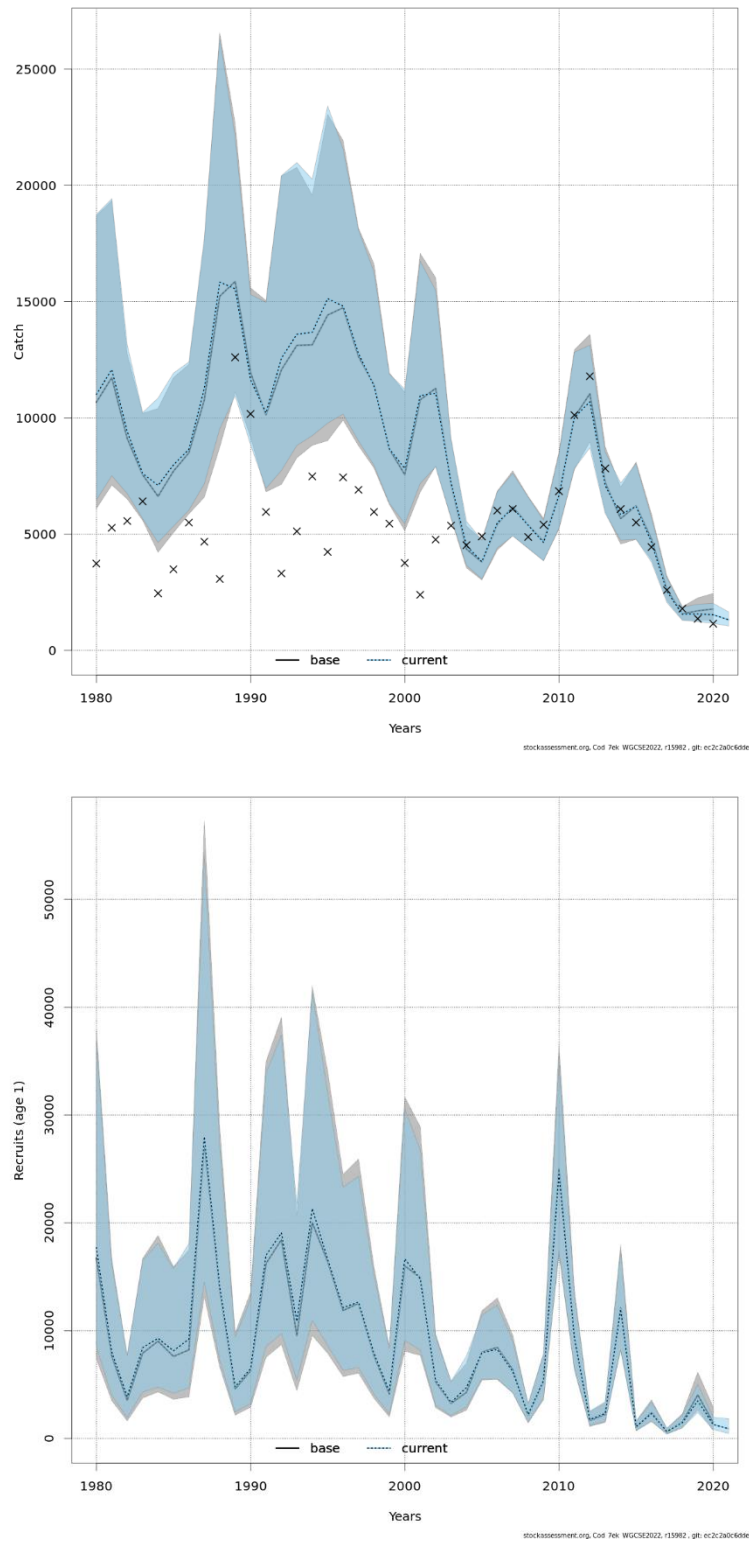 25000
20000
15000
10000
5000
0
Catch
base current
1980 1990 2000 2010 2020
Years
stockassessment.org, Cod_7ek_WGCSE2022, r15982 , git: ec2c2a0c6dde
50000
40000
30000
20000
10000
0
Recruits (age 1)
base current
1980 1990 2000 2010 2020
Years
stockassessment.org, Cod_7ek_WGCSE2022, r15982 , git: ec2c2a0c6dde